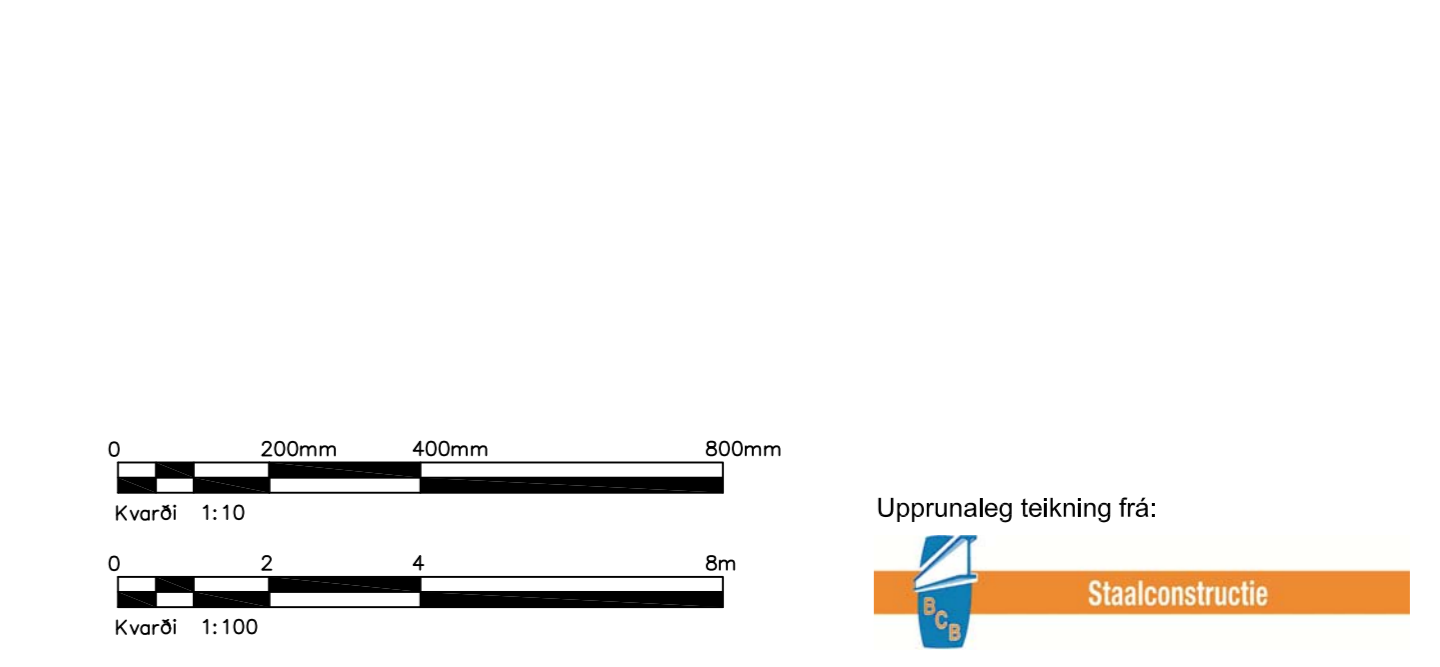 0 200mm 400mm 800mm
Kvarði 1:10
0 2 4 8m
Kvarði 1:100
Upprunaleg teikning frá:
Staalconstructie
BCB